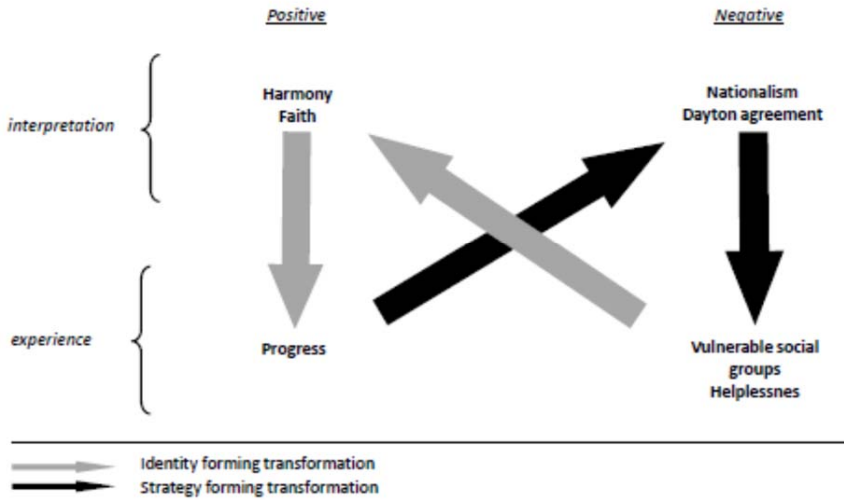 Positive
Negative
Harmony
Faith
Nationalism
Dayton agreement
interpretation
experience
Progress
Vulnerable social
groups
Helplessnes
Identity forming transformation
Strategy forming transformation